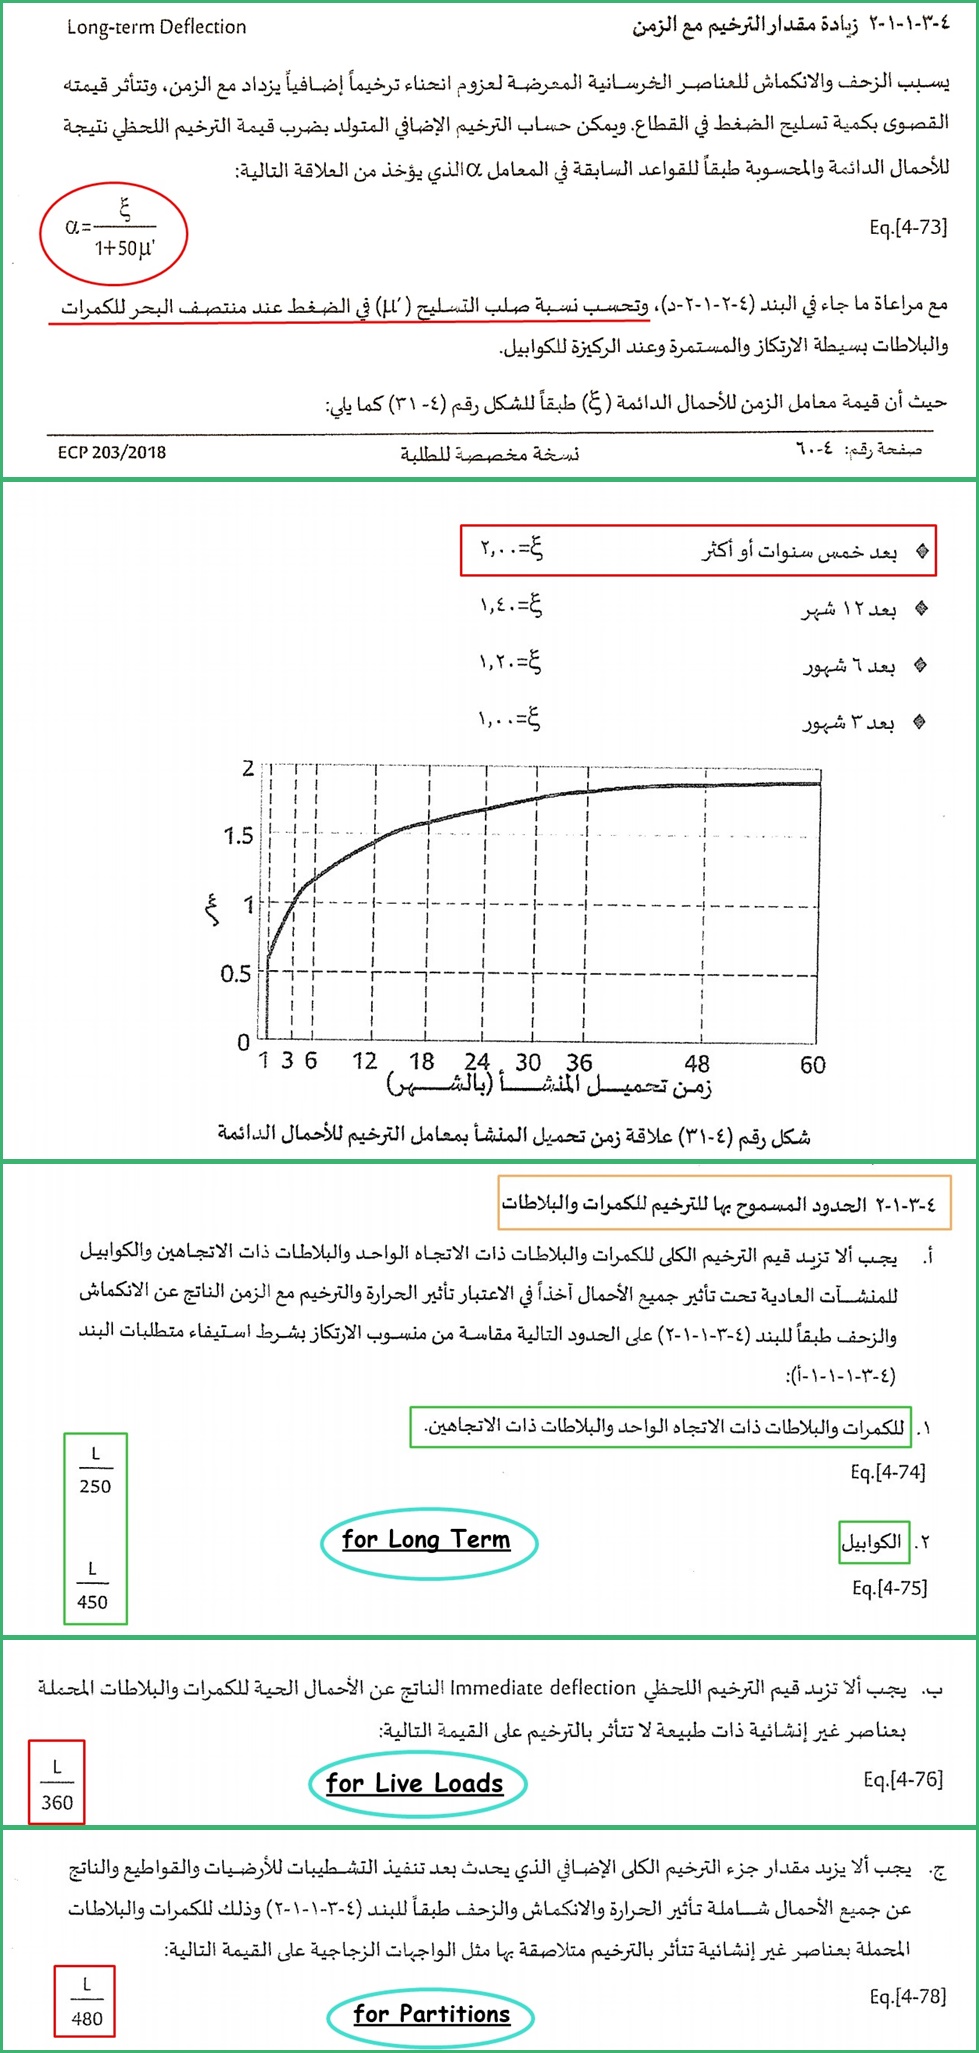 ٤-٣-١-١-٢ زيادة مقدار الترخيم مع الزمن Long-term Deflection
يسبب الزحف والانكماش للعناصر الخرسانية المعرضة لعزوم انحناء ترخيماً إضافياً يزداد مع الزمن، وتتأثر قيمته
القصوى بكمية تسليح الضغط في القطاع. ويمكن حساب الترخيم الإضافي المتولد بضرب قيمة الترخيم اللحظي نتيجة
للأحمال الدائمة والمحسوبة طبقاً للقواعد السابقة في المعامل α الذي يؤخذ من العلاقة التالية:
α = ξ / 1+50µ' Eq.[4-73]
مع مراعاة ما جاء في البند (٤-٢-١-٢-د)، وتحسب نسبة صلب التسليح (µ') في الضغط عند منتصف البحر للكمرات
والبلاطات بسيطة الارتكاز والمستمرة وعند الركيزة للكوابيل.
حيث أن قيمة معامل الزمن للأحمال الدائمة (ξ) طبقاً للشكل رقم (٤-٣١) كما يلي:
صفحة رقم: ٤-٦٠ نسخة مخصصة للطلبة ECP 203/2018
بعد خمس سنوات أو أكثر ξ=٢,٠٠
بعد ١٢ شهر ξ=١,٤٠
بعد ٦ شهور ξ=١,٢٠
بعد ٣ شهور ξ=١,٠٠
2
1.5
ξ 1
0.5
0
1 3 6 12 18 24 30 36 48 60
زمن تحميل المنشأ (بالشهر)
شكل رقم (٤-٣١) علاقة زمن تحميل المنشأ بمعامل الترخيم للأحمال الدائمة
٤-٣-١-٢ الحدود المسموح بها للترخيم للكمرات والبلاطات
أ. يجب ألا تزيد قيم الترخيم الكلى للكمرات والبلاطات ذات الاتجاه الواحد والبلاطات ذات الاتجاهين والكوابيل
للمنشآت العادية تحت تأثير جميع الأحمال آخذاً في الاعتبار تأثير الحرارة والترخيم مع الزمن الناتج عن الانكماش
والزحف طبقاً للبند (٤-٣-١-١-٢) على الحدود التالية مقاسة من منسوب الارتكاز بشرط استيفاء متطلبات البند
(٤-٣-١-١-١-أ):
١. للكمرات والبلاطات ذات الاتجاه الواحد والبلاطات ذات الاتجاهين.
L / 250 Eq.[4-74]
for Long Term
٢. الكوابيل
L / 450 Eq.[4-75]
ب. يجب ألا تزيد قيم الترخيم اللحظي Immediate deflection الناتج عن الأحمال الحية للكمرات والبلاطات المحملة
بعناصر غير إنشائية ذات طبيعة لا تتأثر بالترخيم على القيمة التالية:
L / 360 for Live Loads Eq.[4-76]
ج. يجب ألا يزيد مقدار جزء الترخيم الكلى الإضافي الذي يحدث بعد تنفيذ التشطيبات للأرضيات والقواطيع والناتج
عن جميع الأحمال شاملة تأثير الحرارة والانكماش والزحف طبقاً للبند (٤-٣-١-١-٢) وذلك للكمرات والبلاطات
المحملة بعناصر غير إنشائية تتأثر بالترخيم متلاصقة بها مثل الواجهات الزجاجية على القيمة التالية:
L / 480 for Partitions Eq.[4-78]